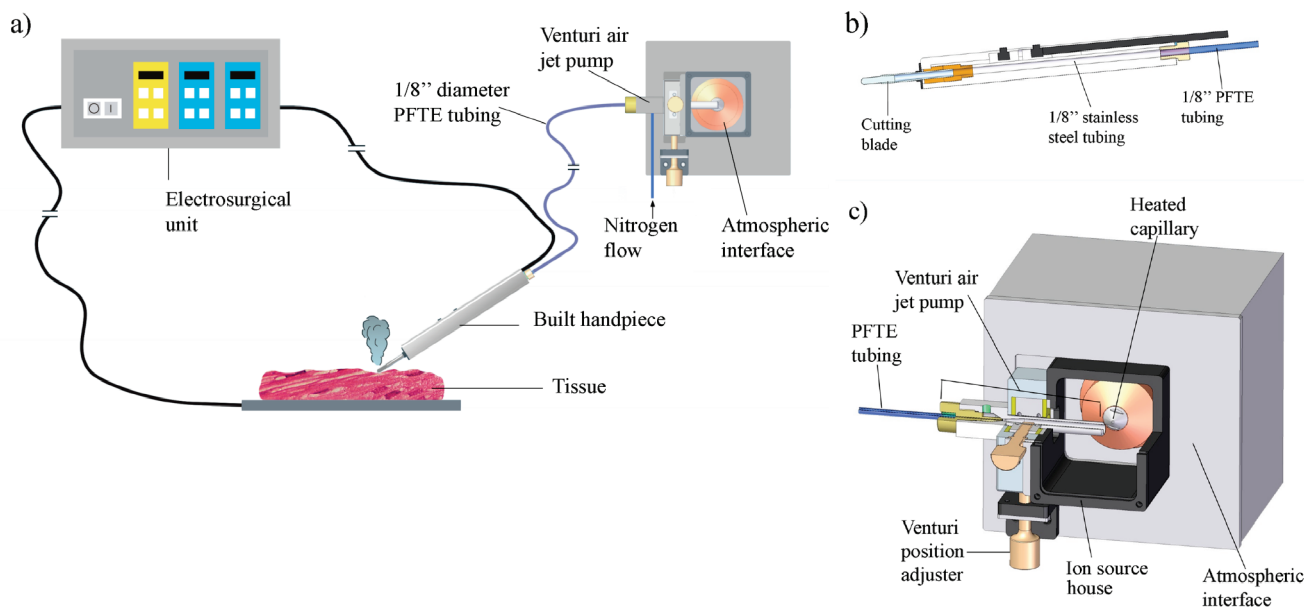 a)
Venturi air
jet pump
1/8’’ diameter
PFTE tubing
Electrosurgical
unit
Nitrogen
flow
Atmospheric
interface
Built handpiece
Tissue
b)
Cutting
blade
1/8’’ stainless
steel tubing
1/8’’ PFTE
tubing
c)
Heated
capillary
Venturi air
jet pump
PFTE
tubing
Venturi
position
adjuster
Ion source
house
Atmospheric
interface